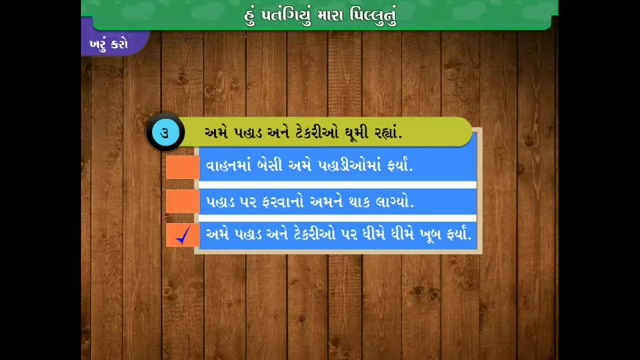 હું પતંગિયું મારા પિલ્લુનું
ખરું કરો
૩ અમે પહાડ અને ટેકરીઓ ઘૂમી રહ્યાં.
વાહનમાં બેસી અમે પહાડીઓમાં ફર્યાં.
પહાડ પર ફરવાનો અમને થાક લાગ્યો.
અમે પહાડ અને ટેકરીઓ પર ધીમે ધીમે ખૂબ ફર્યાં.